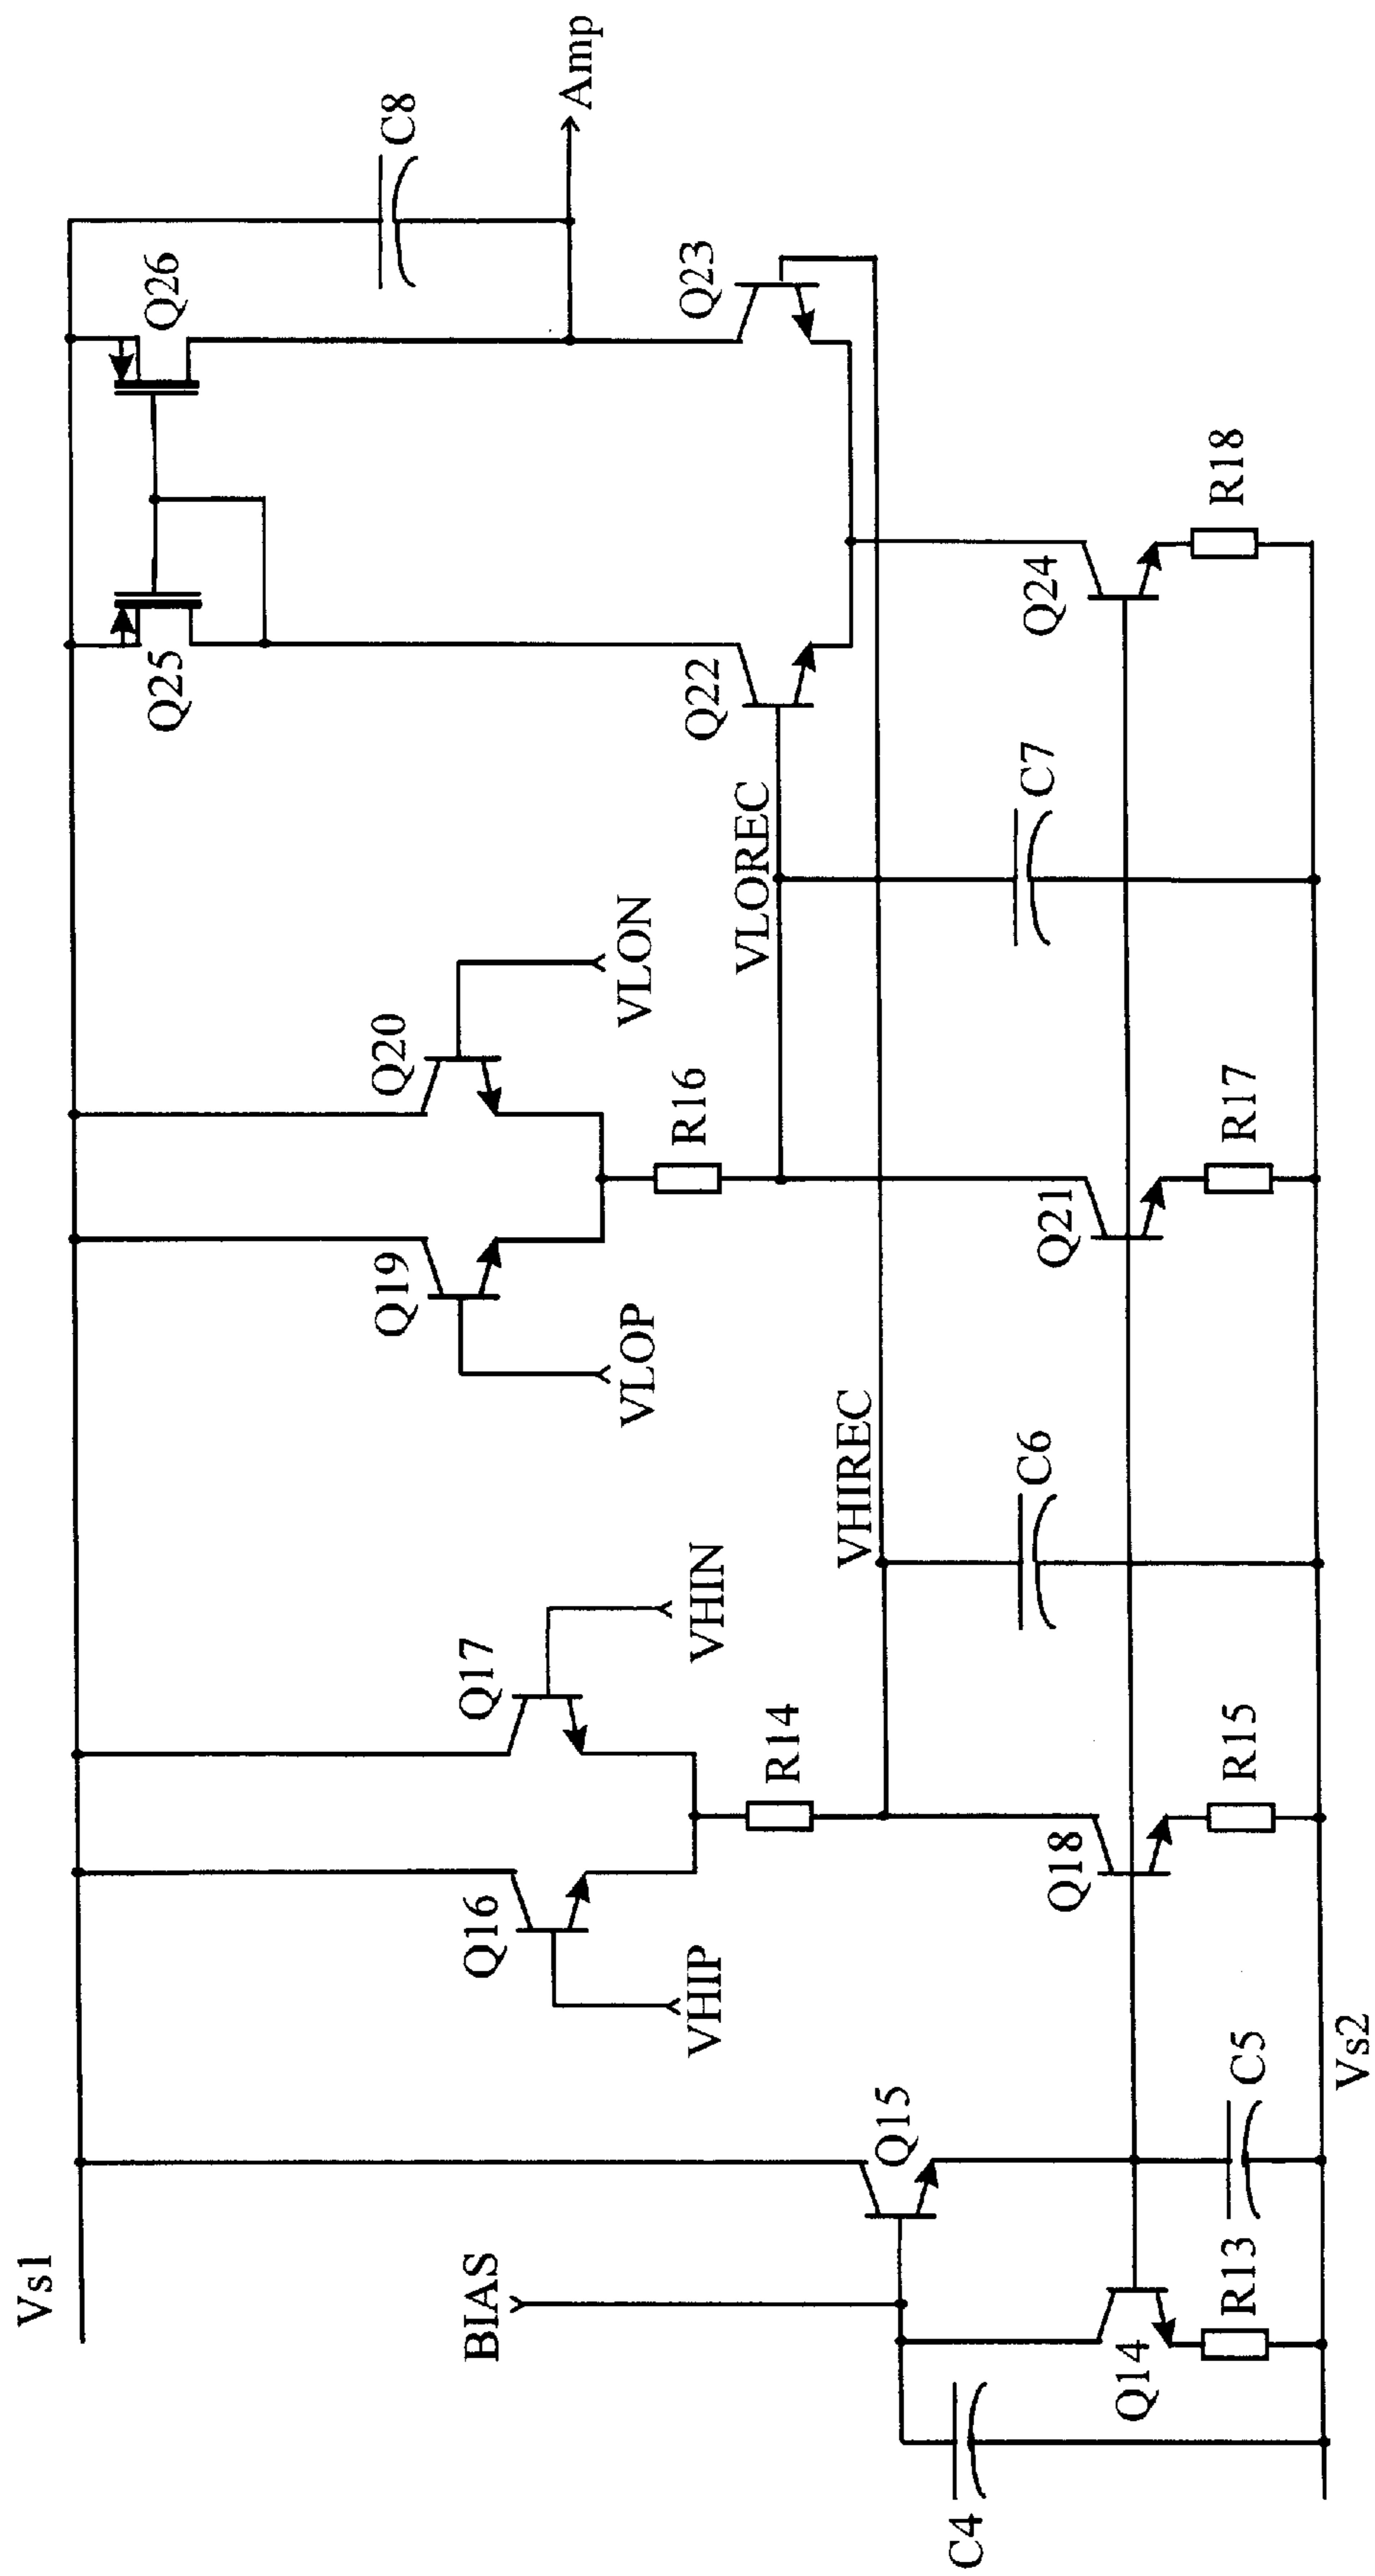 Vs1
BIAS
C4
Q14
R13
Q15
C5
Vs2
VHIP
Q16
Q17
VHIN
R14
Q18
R15
VHIREC
C6
VLOP
Q19
Q20
VLON
R16
Q21
R17
VLOREC
C7
Q22
Q25
Q26
Q23
Q24
R18
C8
Amp